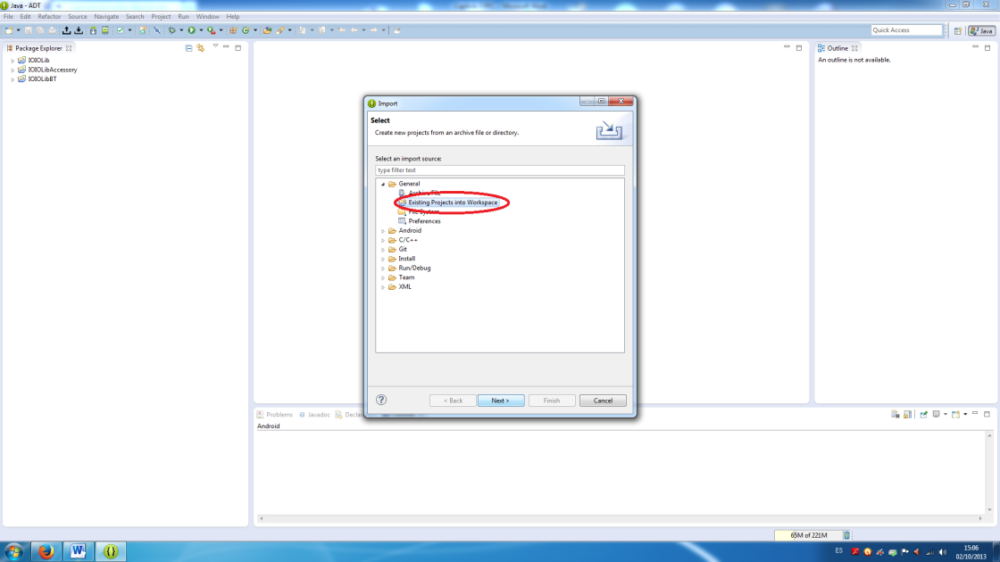 Java - ADT
File Edit Refactor Source Navigate Search Project Run Window Help
Quick Access
Java
Package Explorer
IOIOLib
IOIOLibAccessory
IOIOLibBT
Outline
An outline is not available.
Import
Select
Create new projects from an archive file or directory.
Select an import source:
type filter text
General
Archive File
Existing Projects into Workspace
File System
Preferences
Android
C/C++
Git
Install
Run/Debug
Team
XML
?
< Back Next > Finish Cancel
Problems @ Javadoc
Android
65M of 221M
ES
15:06
02/10/2013